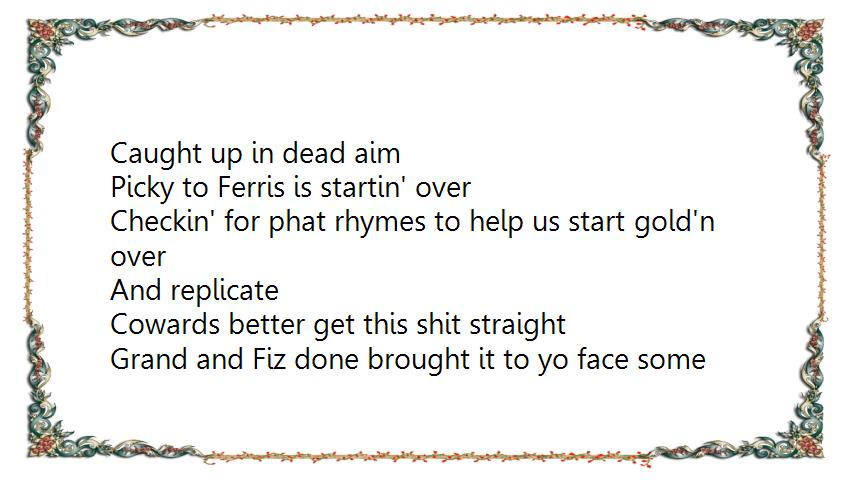 Caught up in dead aim
Picky to Ferris is startin' over
Checkin' for phat rhymes to help us start gold'n
over
And replicate
Cowards better get this shit straight
Grand and Fiz done brought it to yo face some